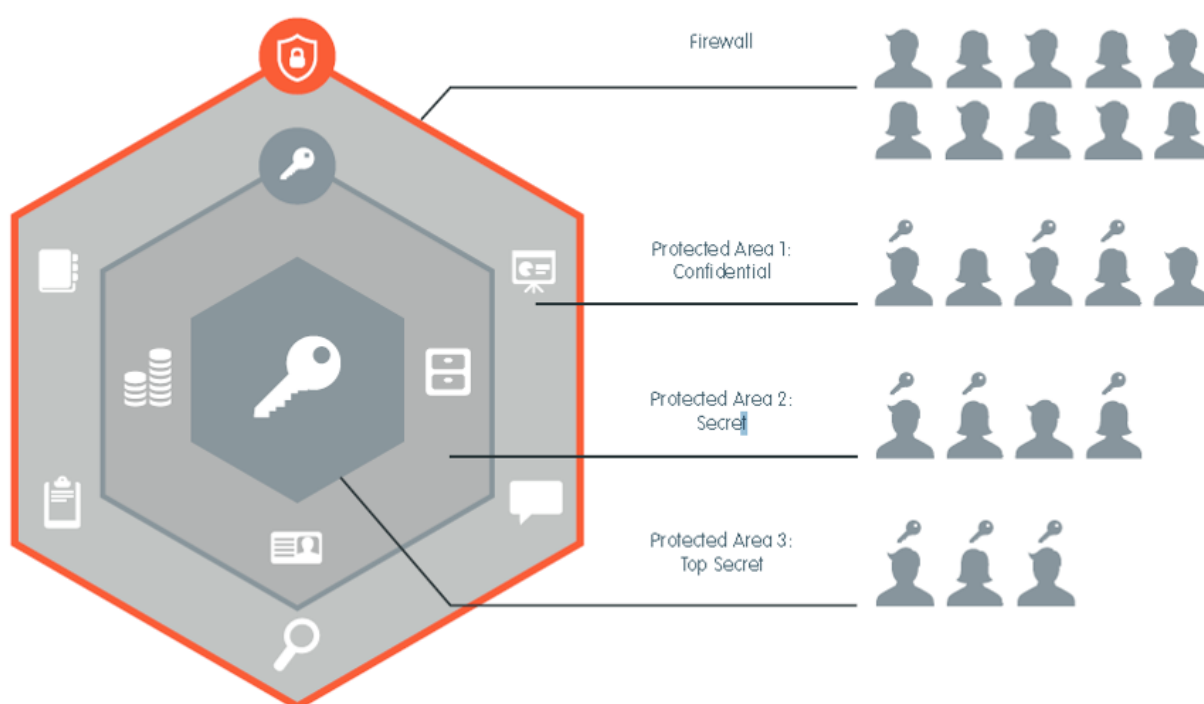 Firewall
Protected Area 1:
Confidential
Protected Area 2:
Secret
Protected Area 3:
Top Secret